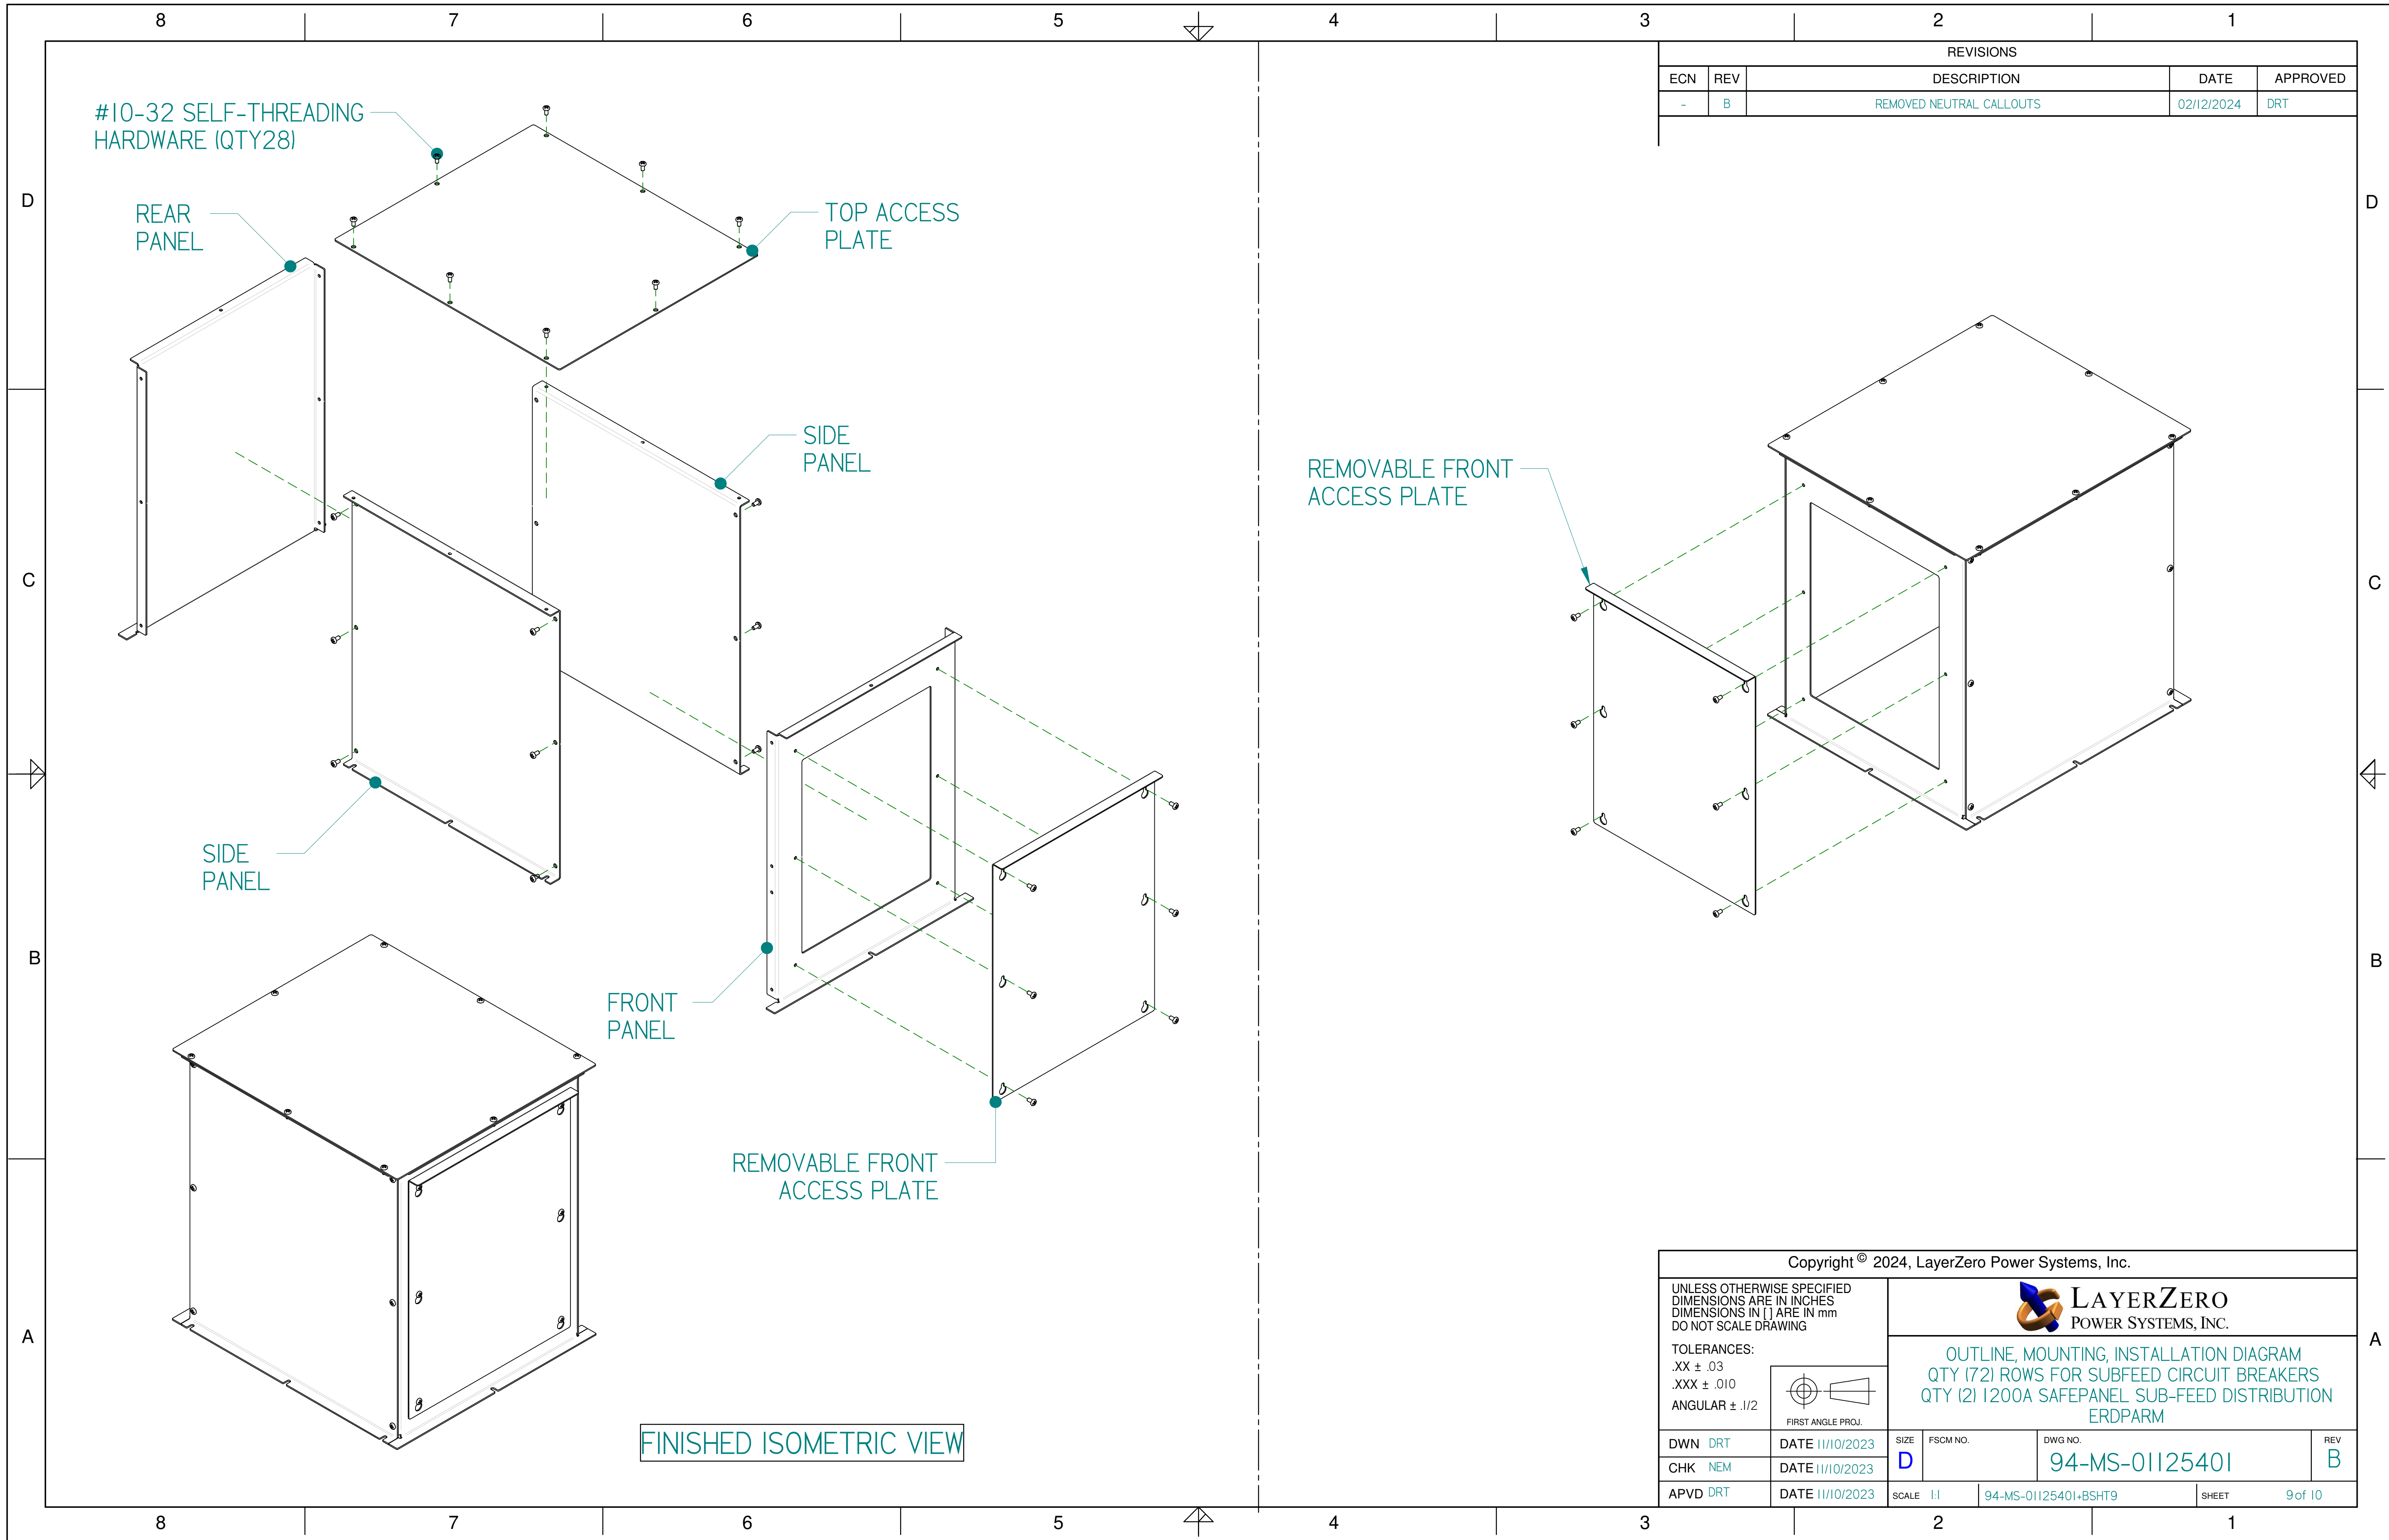 8 7 6 5 4 3 2 1
REVISIONS
ECN REV DESCRIPTION DATE APPROVED
- B REMOVED NEUTRAL CALLOUTS 02/12/2024 DRT
#10-32 SELF-THREADING
HARDWARE (QTY28)
D
D
REAR
PANEL
TOP ACCESS
PLATE
SIDE
PANEL
REMOVABLE FRONT
ACCESS PLATE
C
C
SIDE
PANEL
B
B
FRONT
PANEL
REMOVABLE FRONT
ACCESS PLATE
A
A
FINISHED ISOMETRIC VIEW
Copyright © 2024, LayerZero Power Systems, Inc.
UNLESS OTHERWISE SPECIFIED
DIMENSIONS ARE IN INCHES
DIMENSIONS IN [ ] ARE IN mm
DO NOT SCALE DRAWING
TOLERANCES:
.XX ± .03
.XXX ± .010
ANGULAR ± .1/2
FIRST ANGLE PROJ.
LAYERZERO
POWER SYSTEMS, INC.
OUTLINE, MOUNTING, INSTALLATION DIAGRAM
QTY (72) ROWS FOR SUBFEED CIRCUIT BREAKERS
QTY (2) 1200A SAFEPANEL SUB-FEED DISTRIBUTION
ERDPARM
DWN DRT DATE 11/10/2023
CHK NEM DATE 11/10/2023
APVD DRT DATE 11/10/2023
SIZE
D
FSCM NO.
DWG NO.
94-MS-01125401
REV
B
SCALE 1:1 94-MS-01125401+BSHT9 SHEET 9 of 10
8 7 6 5 4 3 2 1